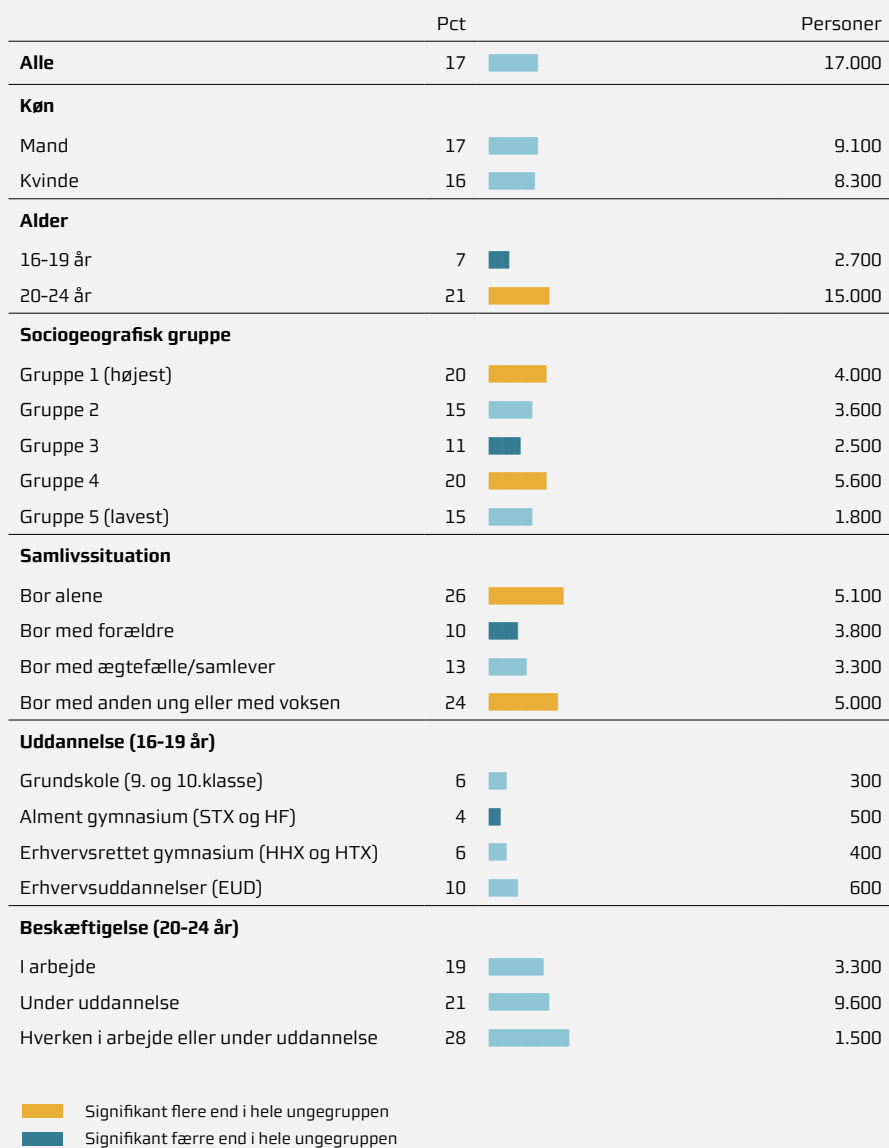 Pct Personer
Alle 17 17.000
Køn
Mand 17 9.100
Kvinde 16 8.300
Alder
16-19 år 7 2.700
20-24 år 21 15.000
Sociogeografisk gruppe
Gruppe 1 (højest) 20 4.000
Gruppe 2 15 3.600
Gruppe 3 11 2.500
Gruppe 4 20 5.600
Gruppe 5 (lavest) 15 1.800
Samlivssituation
Bor alene 26 5.100
Bor med forældre 10 3.800
Bor med ægtefælle/samlever 13 3.300
Bor med anden ung eller med voksen 24 5.000
Uddannelse (16-19 år)
Grundskole (9. og 10.klasse) 6 300
Alment gymnasium (STX og HF) 4 500
Erhvervsrettet gymnasium (HHX og HTX) 6 400
Erhvervsuddannelser (EUD) 10 600
Beskæftigelse (20-24 år)
I arbejde 19 3.300
Under uddannelse 21 9.600
Hverken i arbejde eller under uddannelse 28 1.500
Signifikant flere end i hele ungegruppen
Signifikant færre end i hele ungegruppen